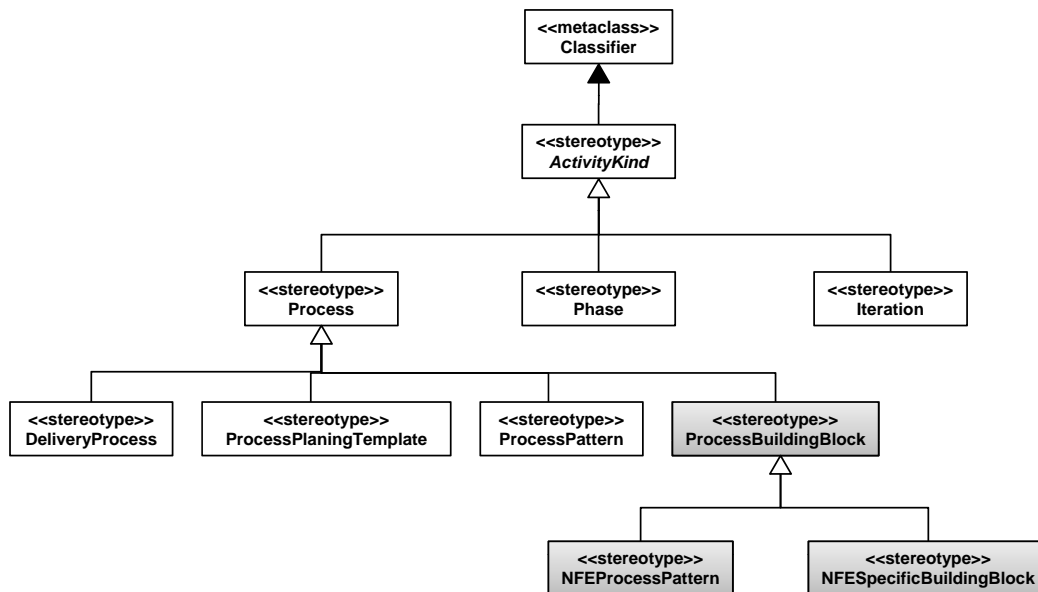 <<metaclass>>
Classifier
<<stereotype>>
ActivityKind
<<stereotype>>
Process
<<stereotype>>
Phase
<<stereotype>>
Iteration
<<stereotype>>
DeliveryProcess
<<stereotype>>
ProcessPlaningTemplate
<<stereotype>>
ProcessPattern
<<stereotype>>
ProcessBuildingBlock
<<stereotype>>
NFEProcessPattern
<<stereotype>>
NFESpecificBuildingBlock